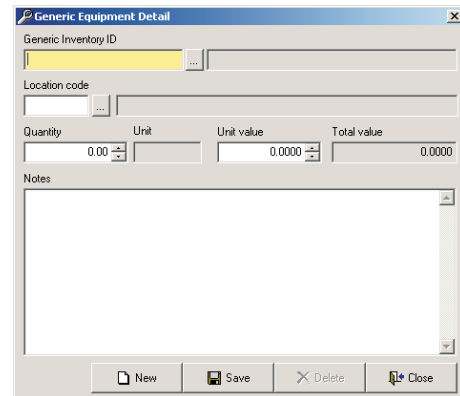 Generic Equipment Detail
Generic Inventory ID
...
Location code
...
Quantity Unit Unit value Total value
0.00 0.0000 0.0000
Notes
New Save Delete Close